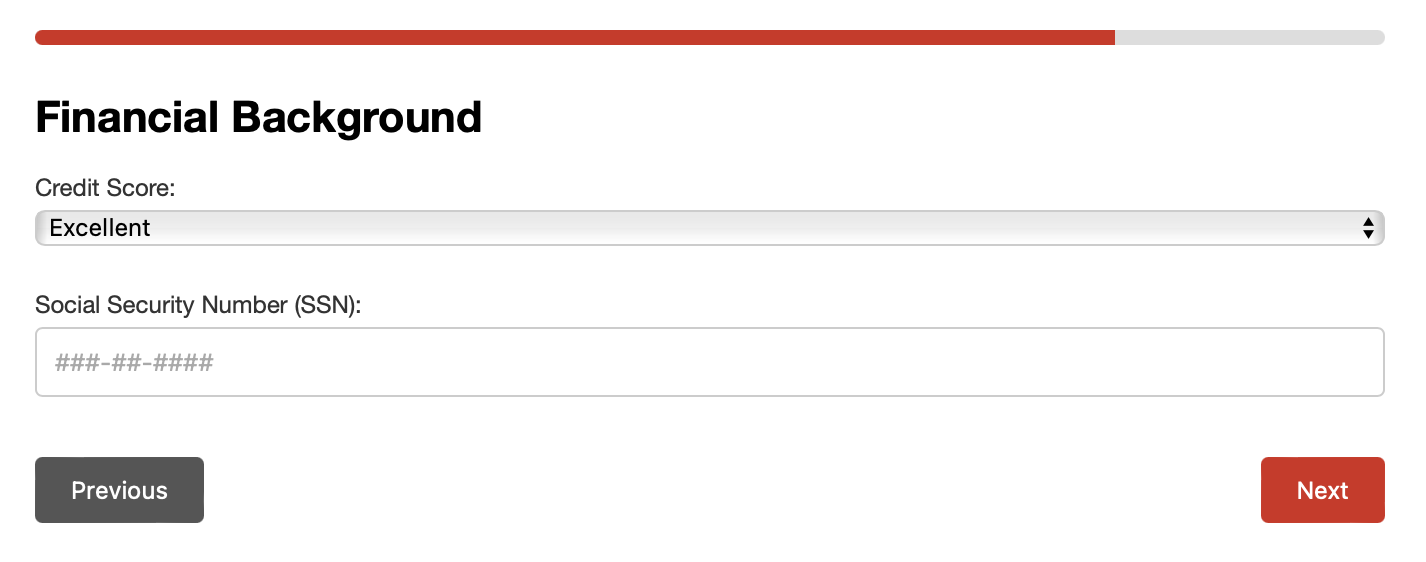 Financial Background
Credit Score:
Excellent
Social Security Number (SSN):
###-##-####
Previous
Next